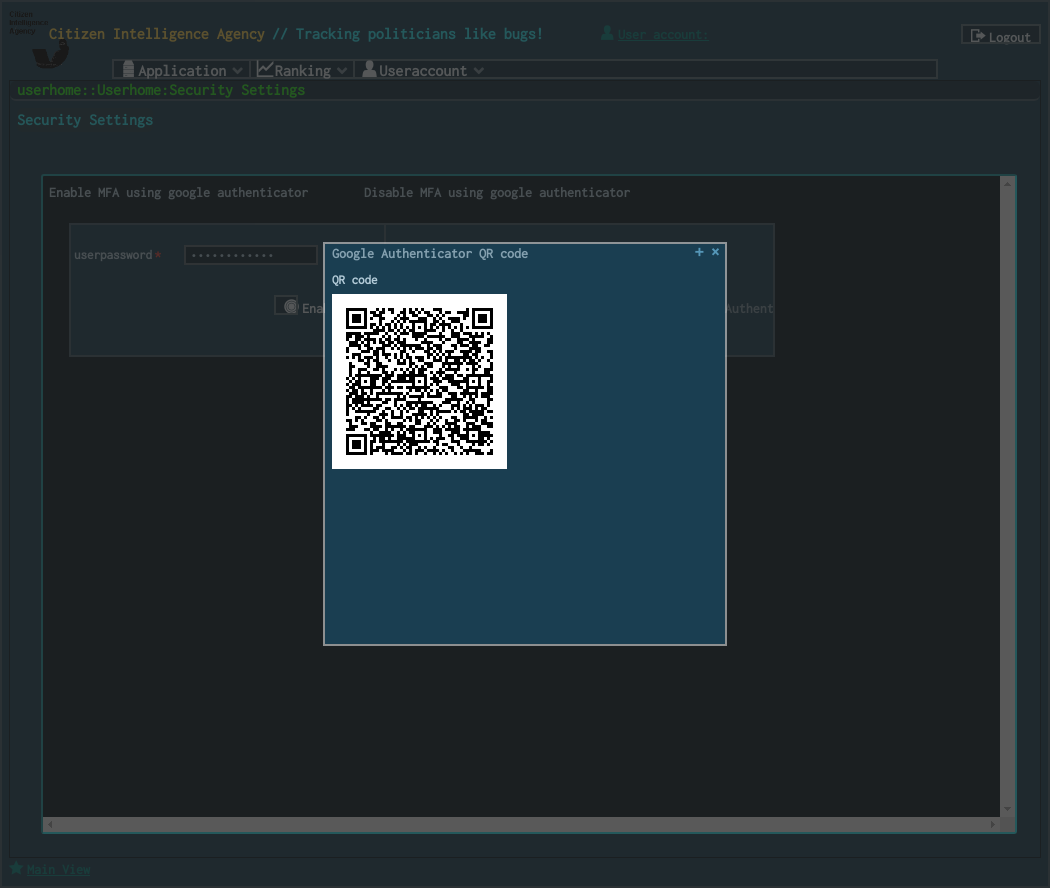 Citizen
Intelligence
Agency
Citizen Intelligence Agency // Tracking politicians like bugs!
User account:
Logout
Application
Ranking
Useraccount
userhome::Userhome:Security Settings
Security Settings
Enable MFA using google authenticator
Disable MFA using google authenticator
userpassword*
Ena
Authent
Google Authenticator QR code
QR code
Main View